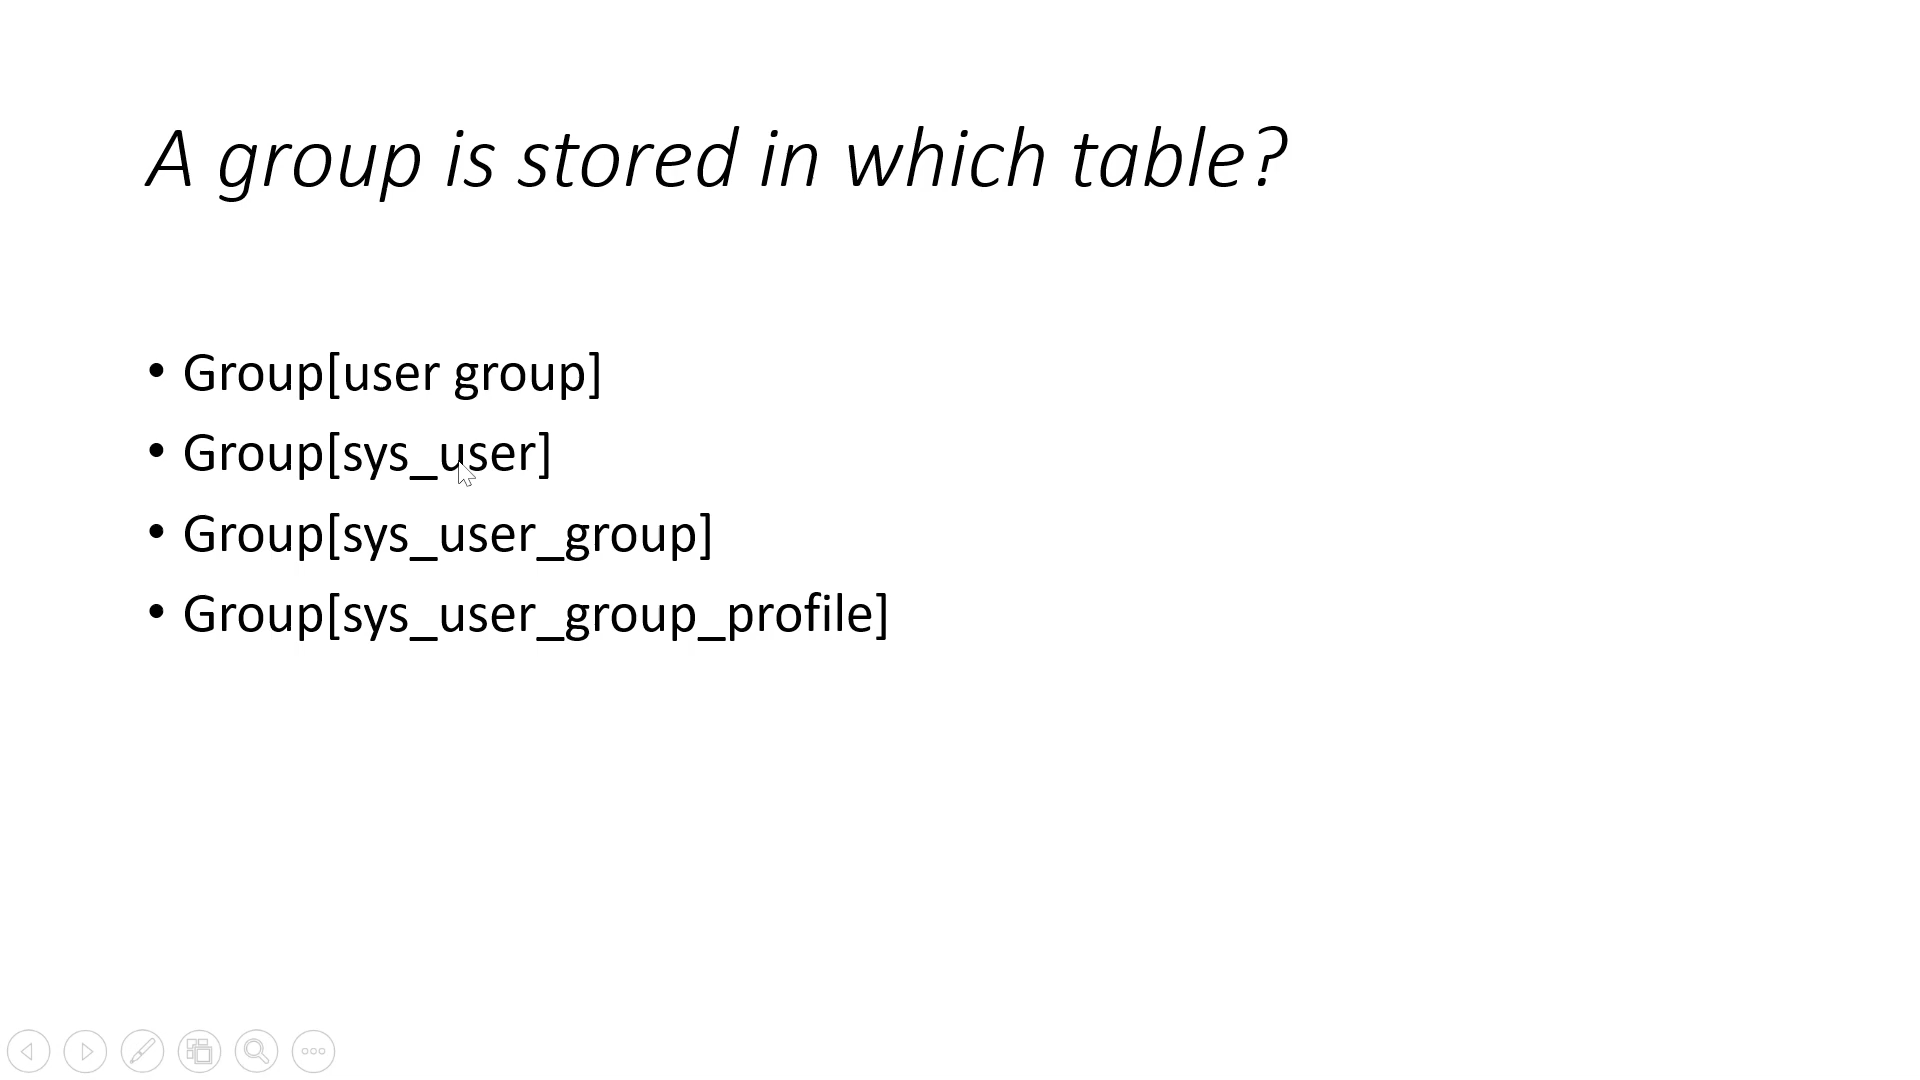 A group is stored in which table?
• Group[user group]
• Group[sys_user]
• Group[sys_user_group]
• Group[sys_user_group_profile]